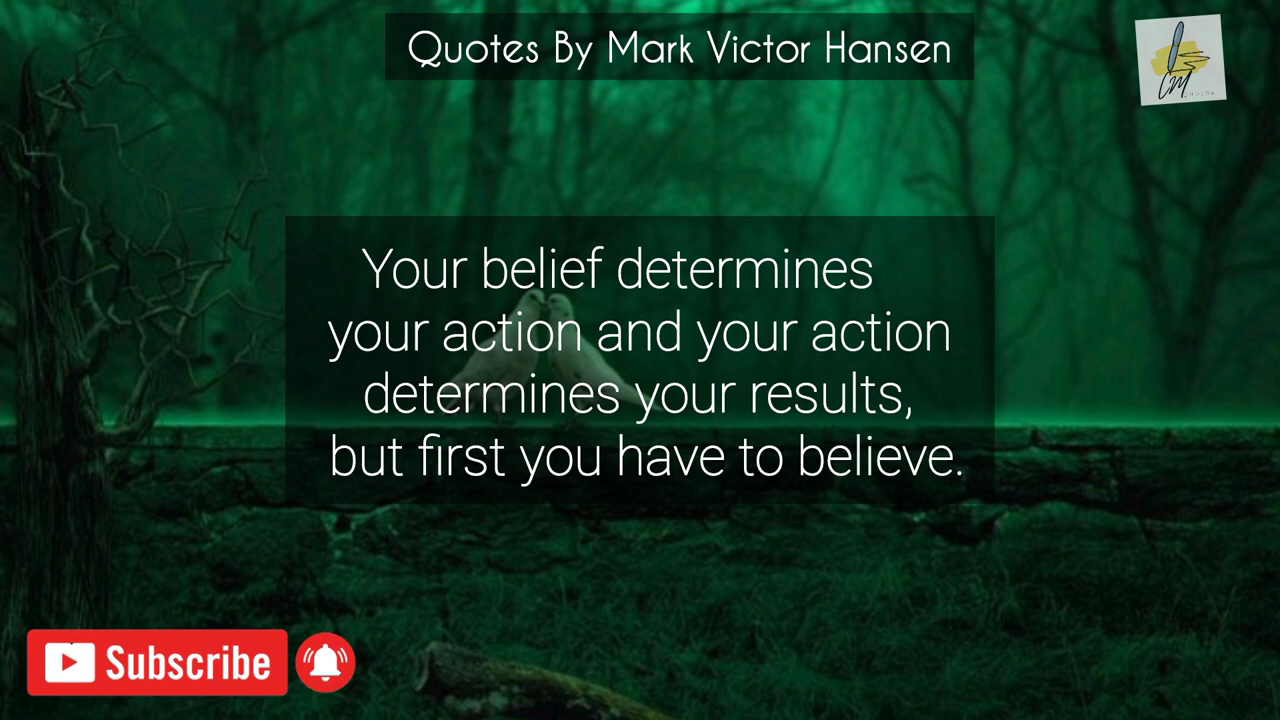 Quotes By Mark Victor Hansen
Your belief determines
your action and your action
determines your results,
but first you have to believe.
Subscribe